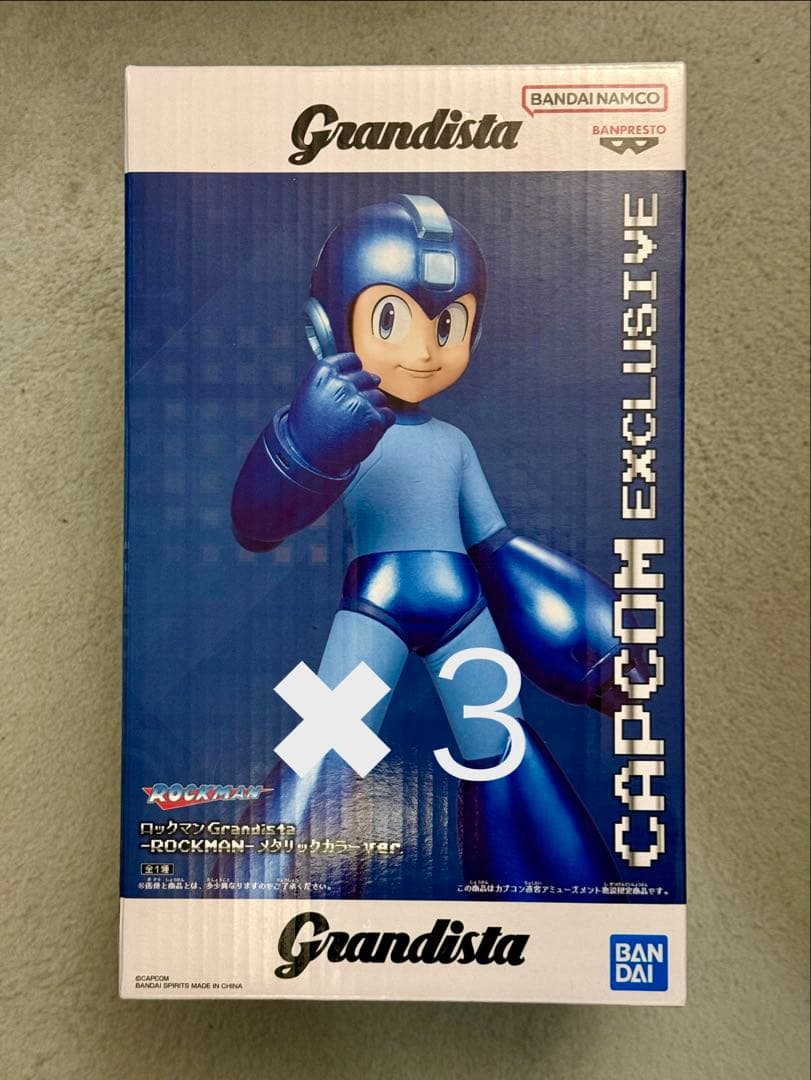 Grandista
BANDAI NAMCO
BANPRESTO
CAPCOM EXCLUSIVE
✖3
ROCKMAN
ロックマン Grandista
-ROCKMAN- メタリックカラーver.
全1種
※画像と商品とは、多少異なりますのでご了承ください。
この商品はカプコン直営アミューズメント施設限定商品です。
Grandista
BAN
DAI
©CAPCOM
BANDAI SPIRITS MADE IN CHINA